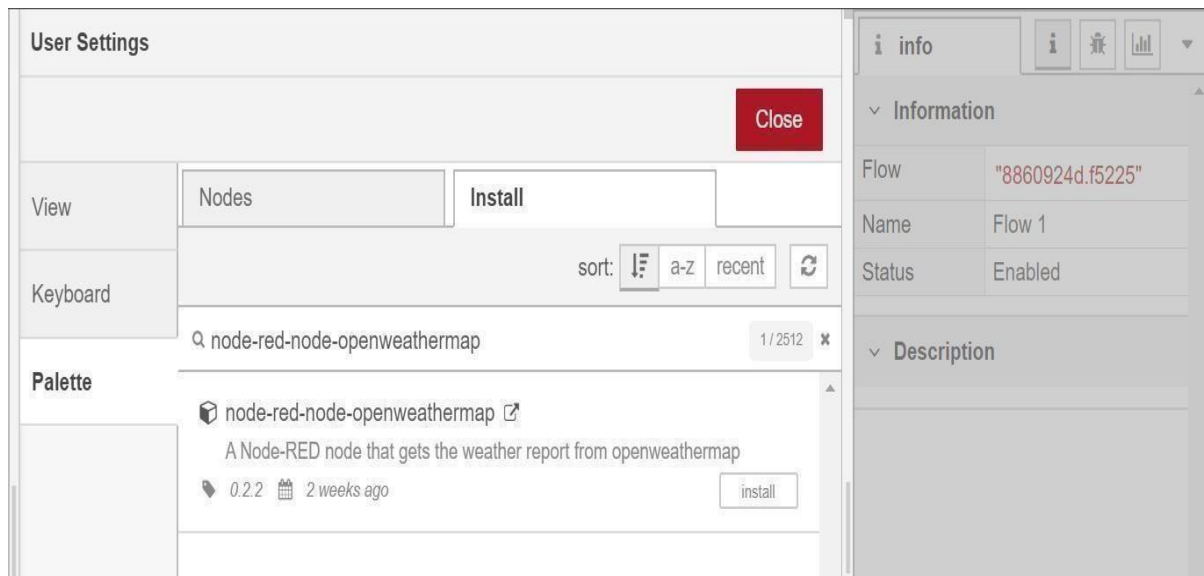 User Settings
Close
View
Keyboard
Palette
Nodes
Install
sort: a-z recent
node-red-node-openweathermap 1 / 2512 ×
node-red-node-openweathermap
A Node-RED node that gets the weather report from openweathermap
0.2.2 2 weeks ago
install
i info i
Information
Flow "8860924d.f5225"
Name Flow 1
Status Enabled
Description